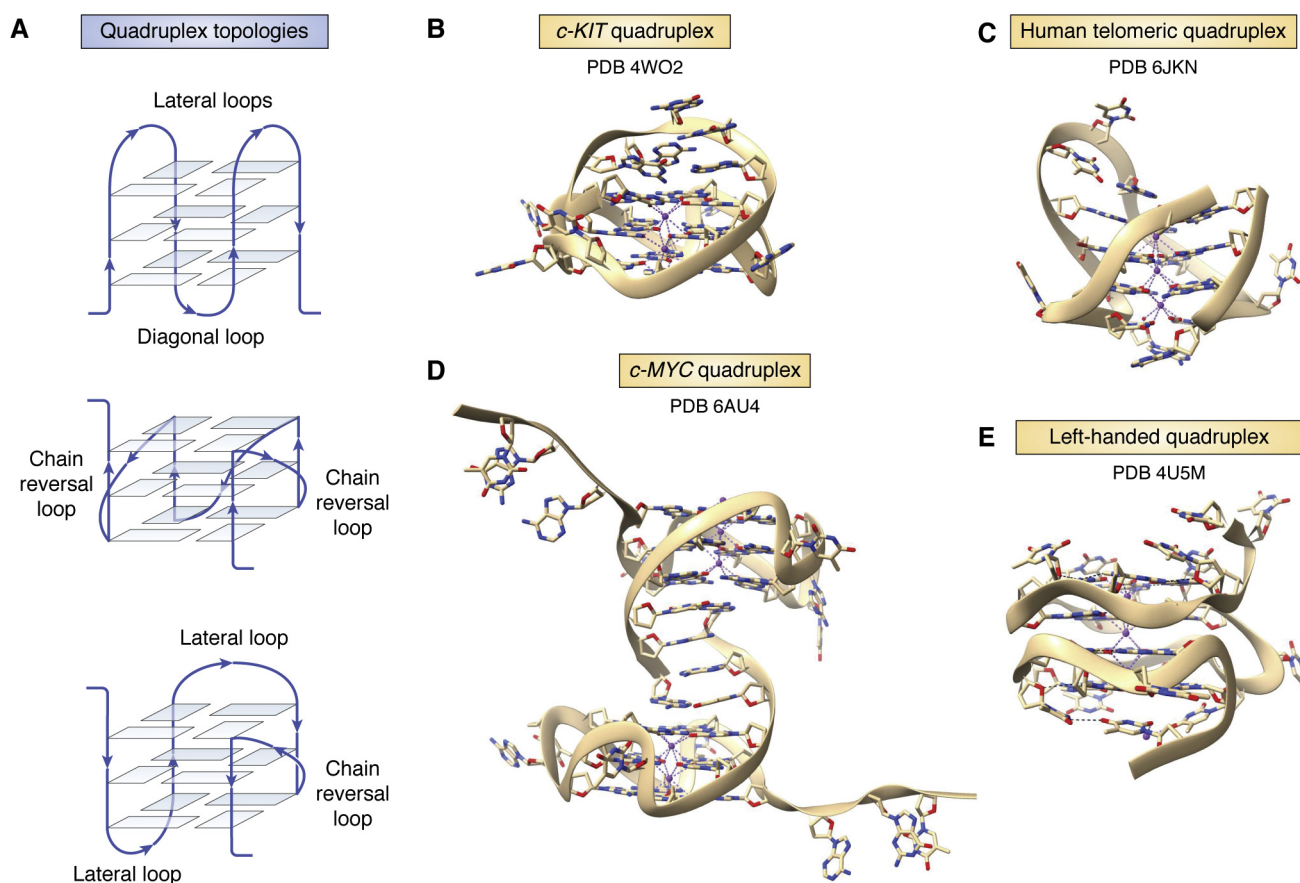 A
Quadruplex topologies
Lateral loops
Diagonal loop
Chain
reversal
loop
Chain
reversal
loop
Lateral loop
Chain
reversal
loop
Lateral loop
B
c-KIT quadruplex
PDB 4WO2
C
Human telomeric quadruplex
PDB 6JKN
D
c-MYC quadruplex
PDB 6AU4
E
Left-handed quadruplex
PDB 4U5M